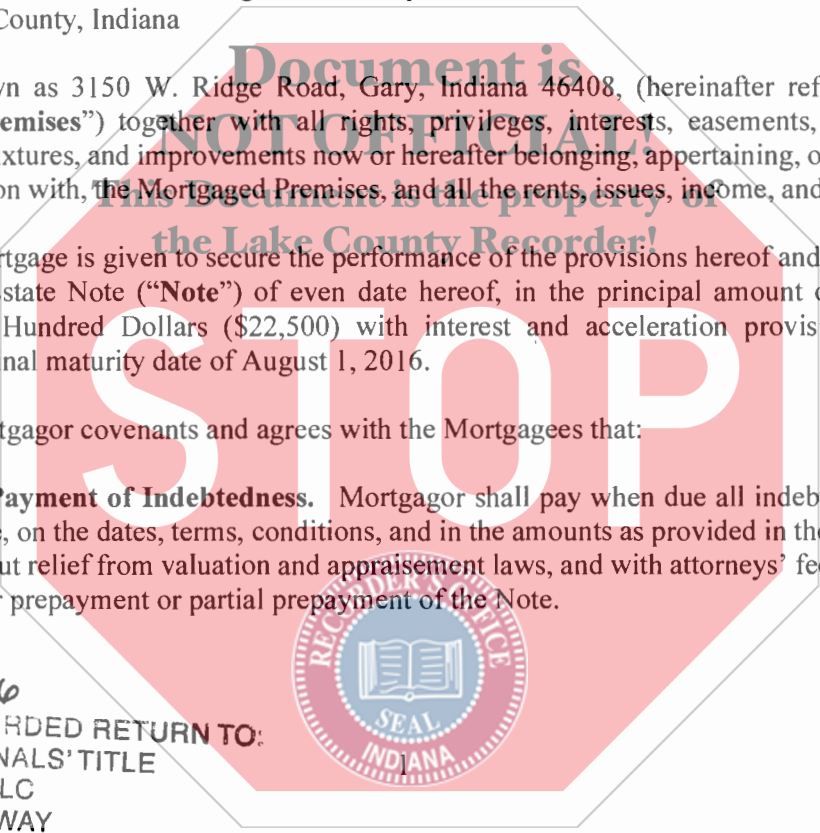 County, Indiana
Document is
wn as 3150 W. Ridge Road, Gary, Indiana 46408, (hereinafter ref
emises”) together with all rights, privileges, interests, easements,
NOT OFFICIAL!
ixtures, and improvements now or hereafter belonging, appertaining, o
on with, the Mortgaged Premises, and all the rents, issues, income, and
This Document is the property of
the Lake County Recorder!
rtgage is given to secure the performance of the provisions hereof and
state Note (“Note”) of even date hereof, in the principal amount
Hundred Dollars ($22,500) with interest and acceleration provis
nal maturity date of August 1, 2016.
STOP
tgagor covenants and agrees with the Mortgagees that:
ayment of Indebtedness. Mortgagor shall pay when due all indeb
, on the dates, terms, conditions, and in the amounts as provided in the
ut relief from valuation and appraisement laws, and with attorneys’ fe
r prepayment or partial prepayment of the Note.
RECORDER'S OFFICE
SEAL
INDIANA
1
6
RDED RETURN TO:
NALS' TITLE
LC
WAY